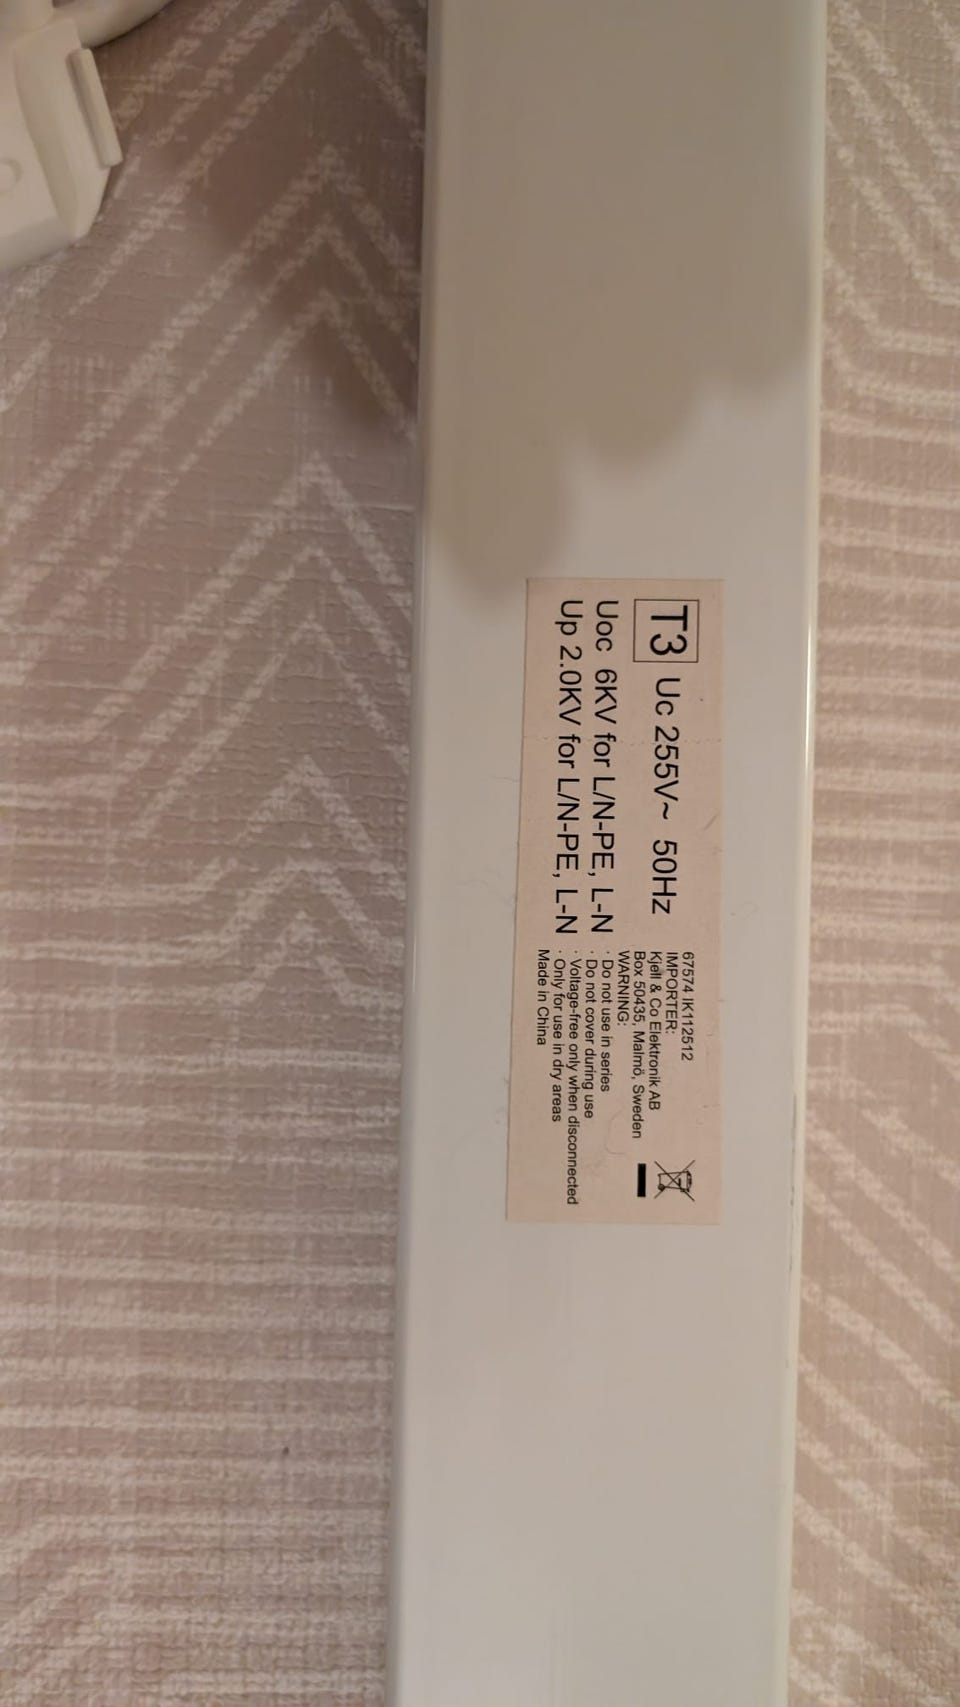 T3 Uc 255V~ 50Hz
Uoc 6KV for L/N-PE, L-N
Up 2.0KV for L/N-PE, L-N
67574 IK112512
IMPORTER:
Kjell & Co Elektronik AB
Box 50435, Malmö, Sweden
WARNING:
· Do not use in series
· Do not cover during use
· Voltage-free only when disconnected
· Only for use in dry areas
Made in China